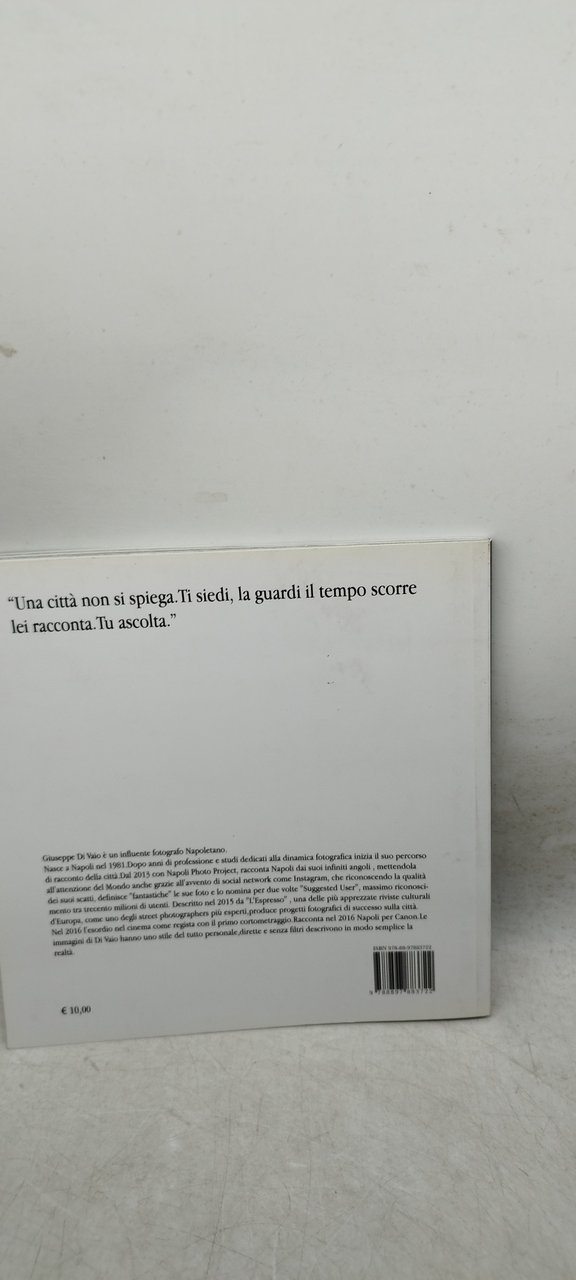 “Una città non si spiega.Ti siedi, la guardi il tempo scorre
lei racconta.Tu ascolta.”
Giuseppe Di Vaio è un influente fotografo Napoletano.
Nasce a Napoli nel 1981.Dopo anni di professione e studi dedicati alla dinamica fotografica inizia il suo percorso
di racconto della città.Dal 2013 con Napoli Photo Project, racconta Napoli dai suoi infiniti angoli , mettendola
all'attenzione del Mondo anche grazie all'avvento di social network come Instagram, che riconoscendo la qualità
dei suoi scatti, definisce "fantastiche" le sue foto e lo nomina per due volte "Suggested User", massimo riconosci-
mento tra trecento milioni di utenti. Descritto nel 2015 da "L'Espresso" , una delle più apprezzate riviste culturali
d'Europa, come uno degli street photographers più esperti,produce progetti fotografici di successo sulla città.
Nel 2016 l'esordio nel cinema come regista con il primo cortometraggio.Racconta nel 2016 Napoli per Canon.Le
immagini di Di Vaio hanno uno stile del tutto personale,dirette e senza filtri descrivono in modo semplice la
realtà.
ISBN 978-88-97883722
9 788897 883722
€ 10,00